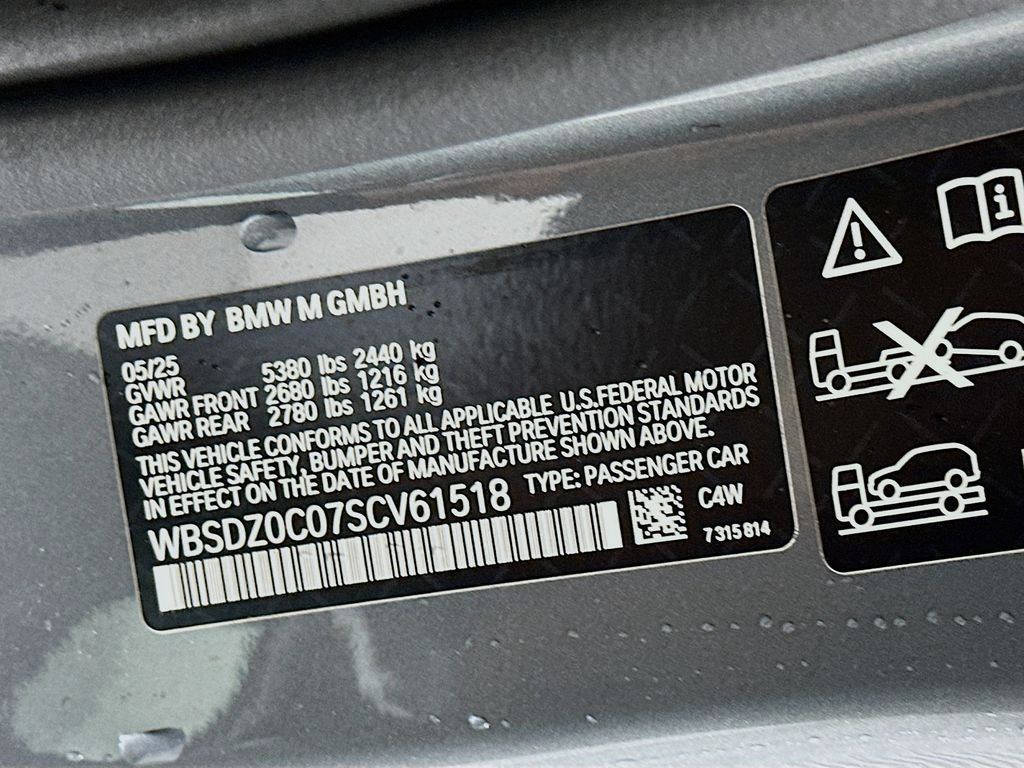 MFD BY BMW M GMBH
05/25
GVWR 5380 lbs 2440 kg
GAWR FRONT 2680 lbs 1216 kg
GAWR REAR 2780 lbs 1261 kg
THIS VEHICLE CONFORMS TO ALL APPLICABLE U.S.FEDERAL MOTOR
VEHICLE SAFETY, BUMPER AND THEFT PREVENTION STANDARDS
IN EFFECT ON THE DATE OF MANUFACTURE SHOWN ABOVE.
WBSDZ0C07SCV61518 TYPE: PASSENGER CAR
C4W
7315814